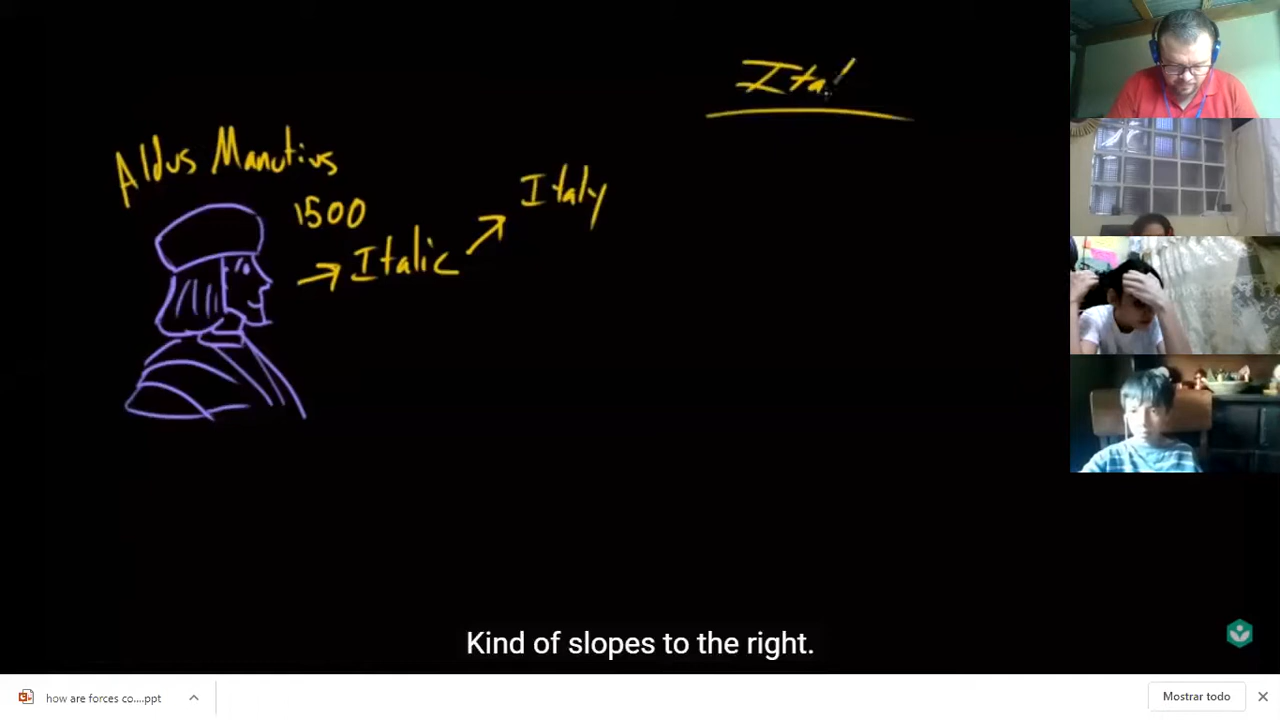 Ital
Aldus Manutius
1500
Italy
Italic
Kind of slopes to the right.
how are forces co....ppt
Mostrar todo